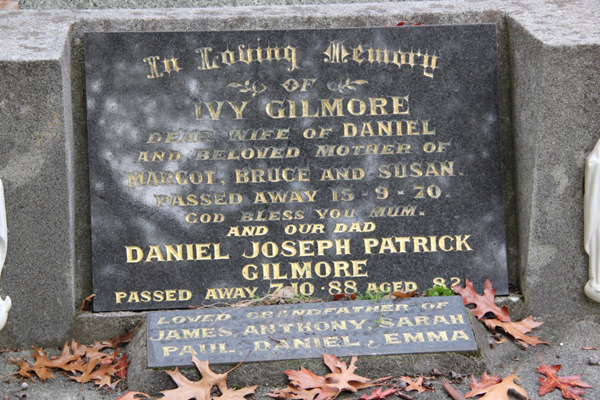 In Loving Memory
OF
IVY GILMORE
DEAR WIFE OF DANIEL
AND BELOVED MOTHER OF
MARGOT, BRUCE AND SUSAN.
PASSED AWAY 15-9-70.
GOD BLESS YOU MUM.
AND OUR DAD
DANIEL JOSEPH PATRICK
GILMORE
PASSED AWAY 7·10·88 AGED 82
LOVED GRANDFATHER OF
JAMES, ANTHONY, SARAH
PAUL, DANIEL, EMMA